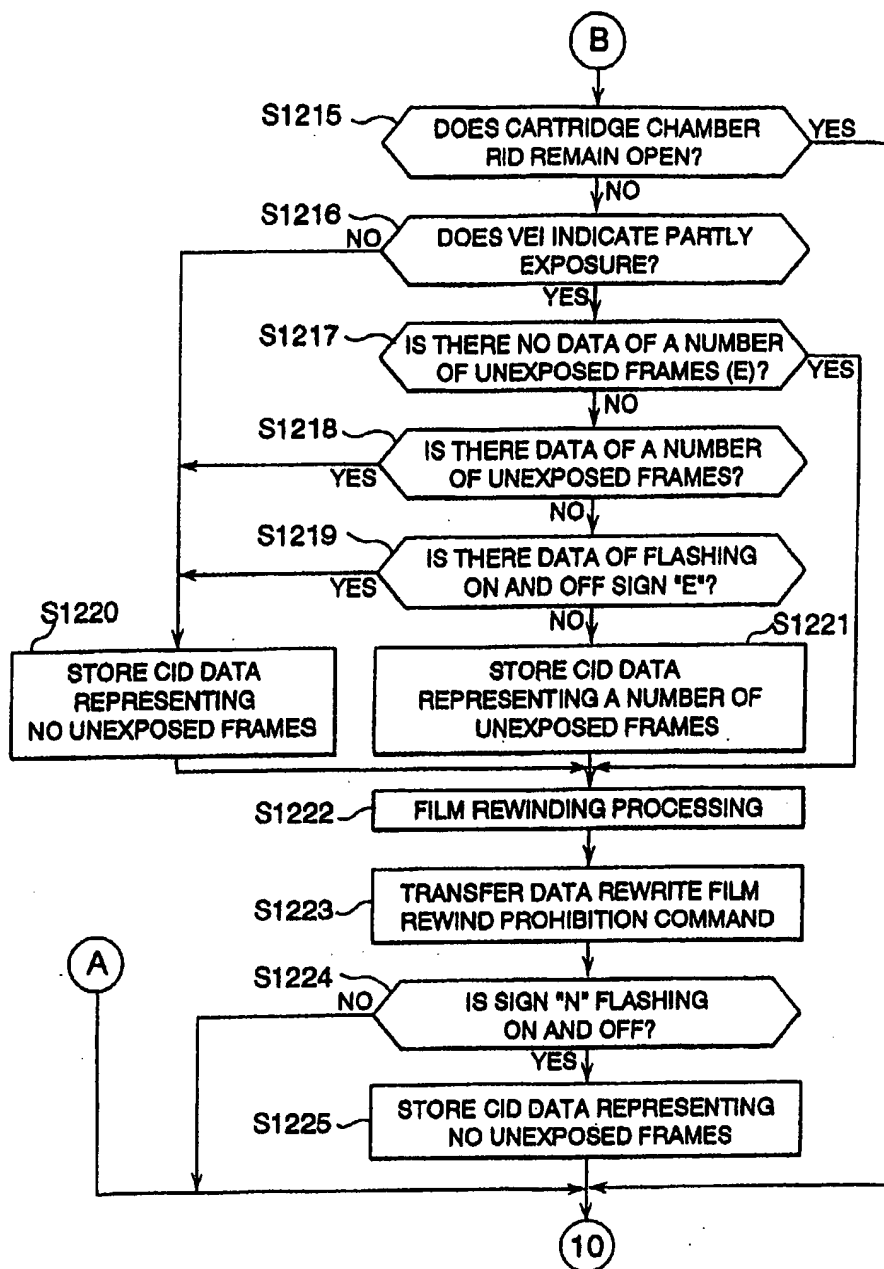 B
S1215
DOES CARTRIDGE CHAMBER
RID REMAIN OPEN?
YES
NO
S1216
NO
DOES VEI INDICATE PARTLY
EXPOSURE?
YES
S1217
IS THERE NO DATA OF A NUMBER
OF UNEXPOSED FRAMES (E)?
YES
NO
S1218
IS THERE DATA OF A NUMBER
OF UNEXPOSED FRAMES?
YES
NO
S1219
IS THERE DATA OF FLASHING
ON AND OFF SIGN "E"?
YES
NO
S1220
STORE CID DATA
REPRESENTING
NO UNEXPOSED FRAMES
S1221
STORE CID DATA
REPRESENTING A NUMBER OF
UNEXPOSED FRAMES
S1222
FILM REWINDING PROCESSING
S1223
TRANSFER DATA REWRITE FILM
REWIND PROHIBITION COMMAND
A
S1224
NO
IS SIGN "N" FLASHING
ON AND OFF?
YES
S1225
STORE CID DATA REPRESENTING
NO UNEXPOSED FRAMES
10